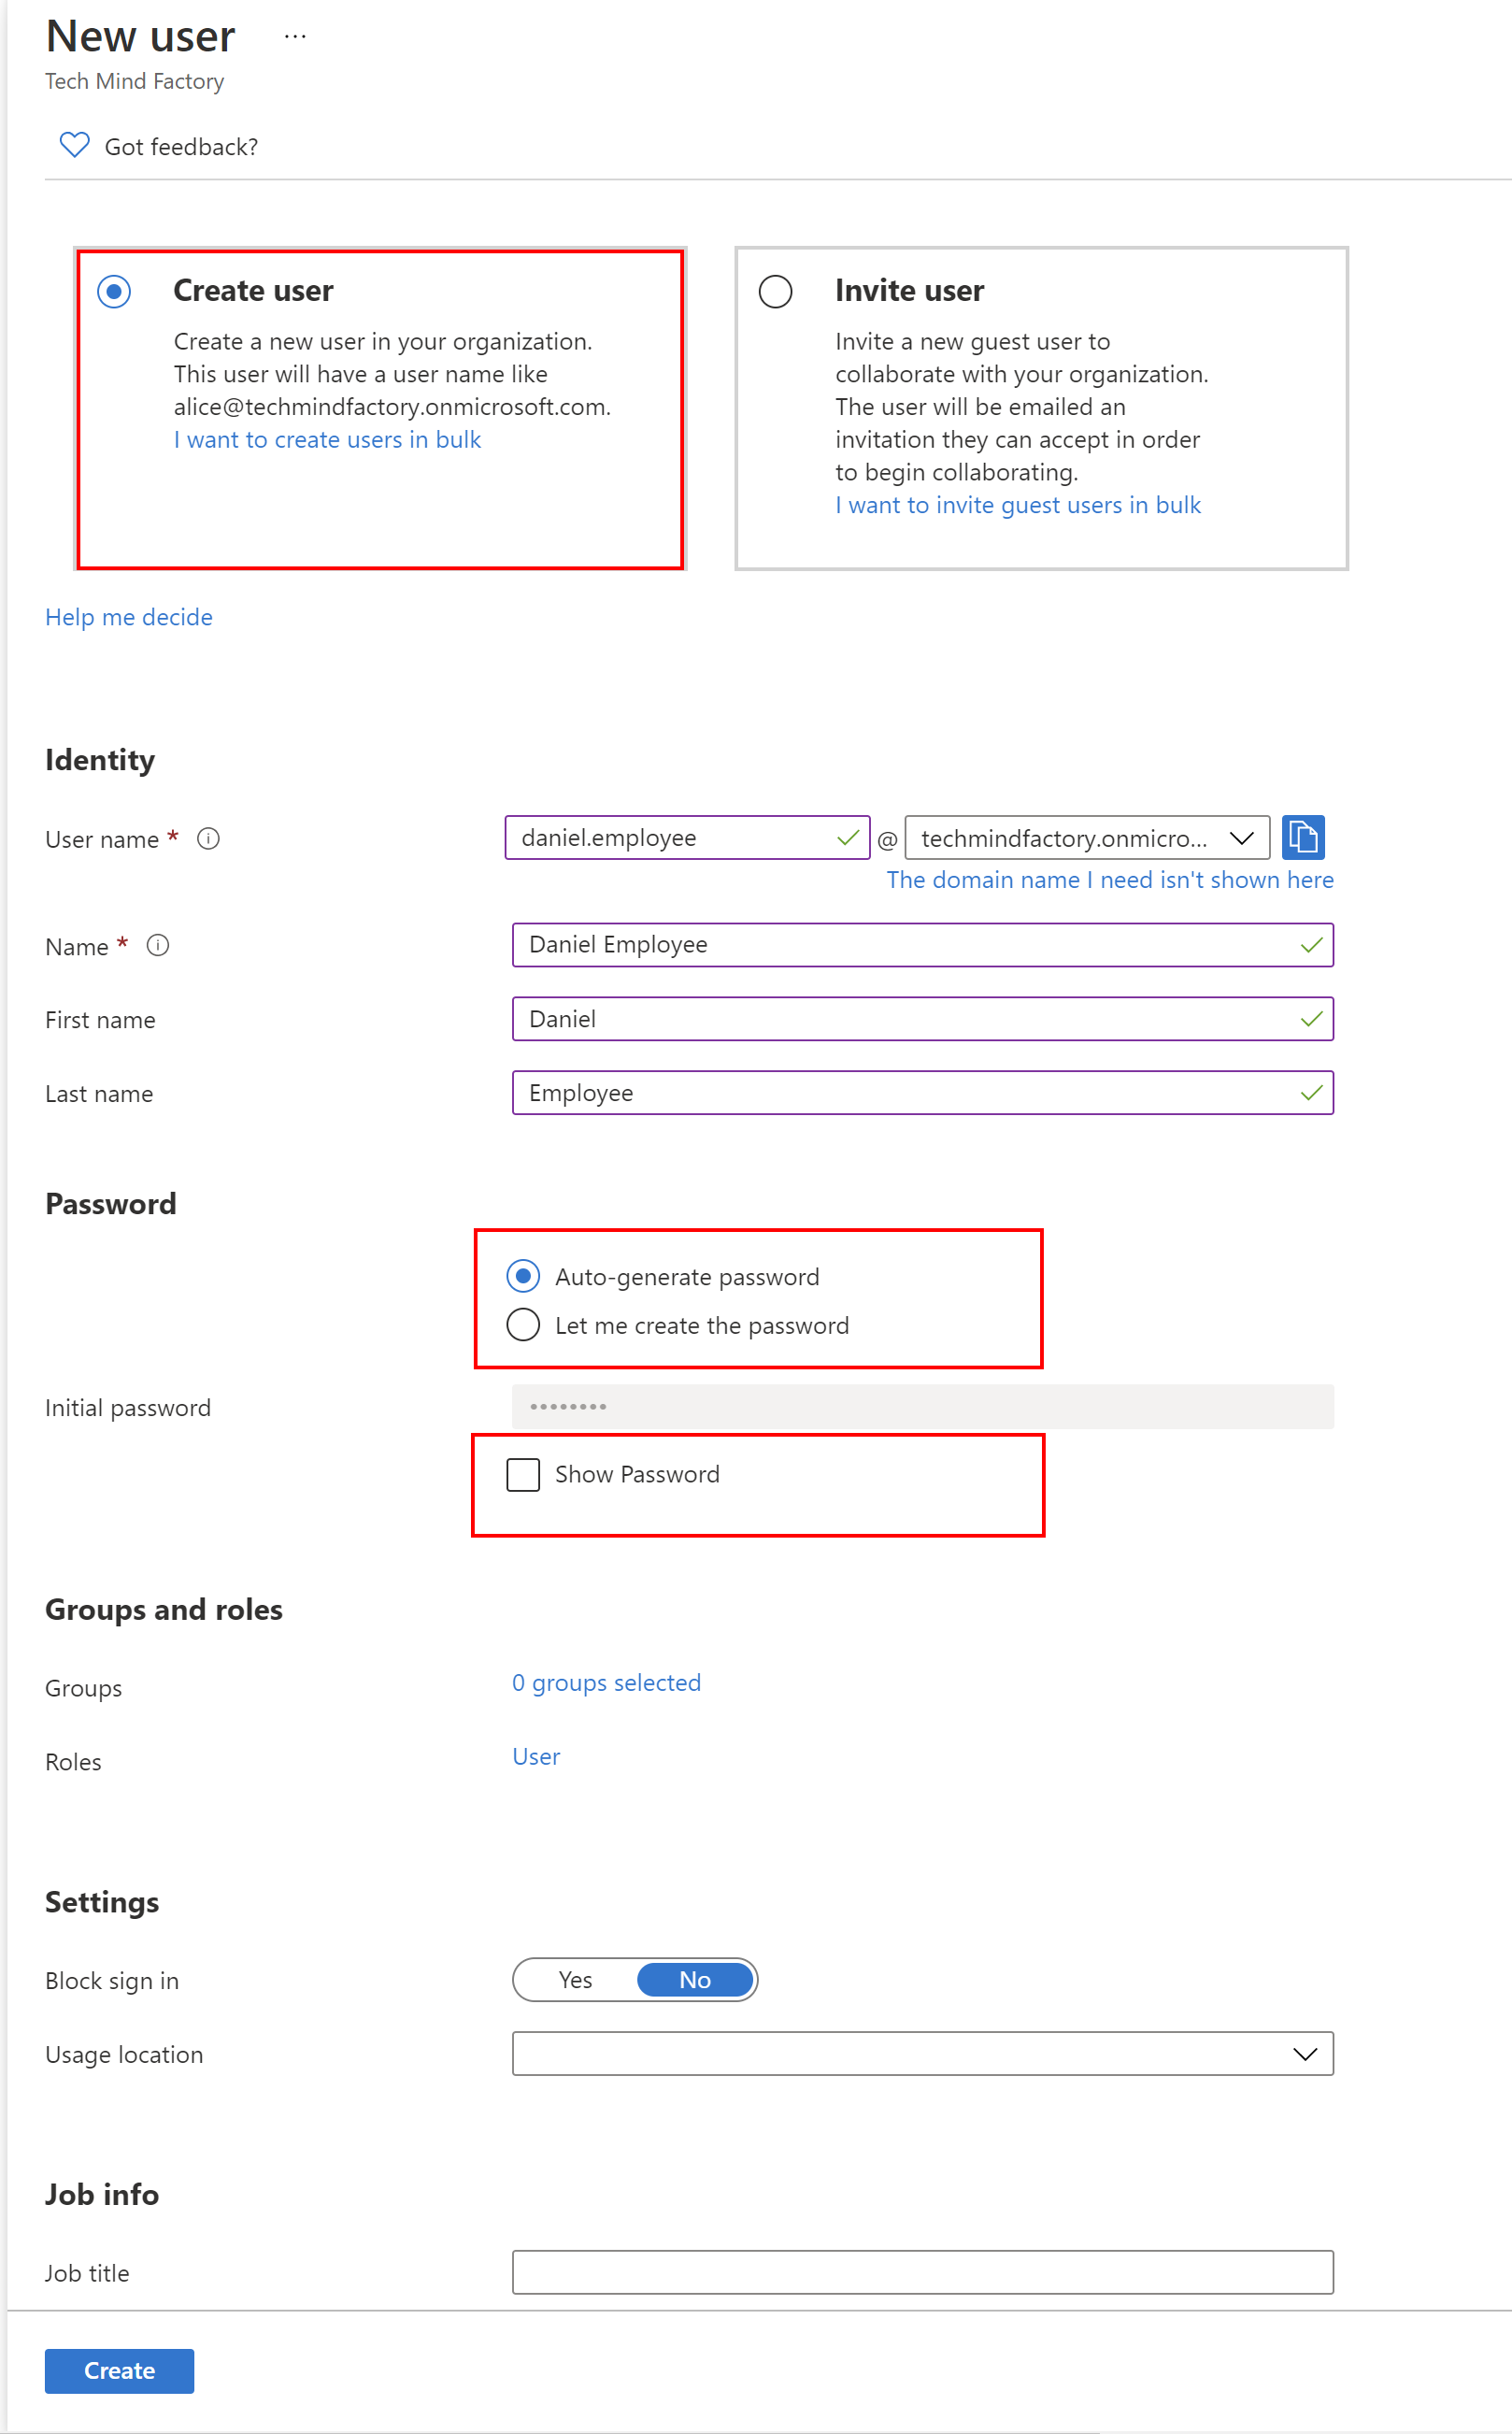 New user ...
Tech Mind Factory
Got feedback?
Create user
Create a new user in your organization.
This user will have a user name like
alice@techmindfactory.onmicrosoft.com.
I want to create users in bulk
Invite user
Invite a new guest user to
collaborate with your organization.
The user will be emailed an
invitation they can accept in order
to begin collaborating.
I want to invite guest users in bulk
Help me decide
Identity
User name * daniel.employee @ techmindfactory.onmicro...
The domain name I need isn't shown here
Name * Daniel Employee
First name Daniel
Last name Employee
Password
Auto-generate password
Let me create the password
Initial password ••••••••
Show Password
Groups and roles
Groups 0 groups selected
Roles User
Settings
Block sign in Yes No
Usage location
Job info
Job title
Create